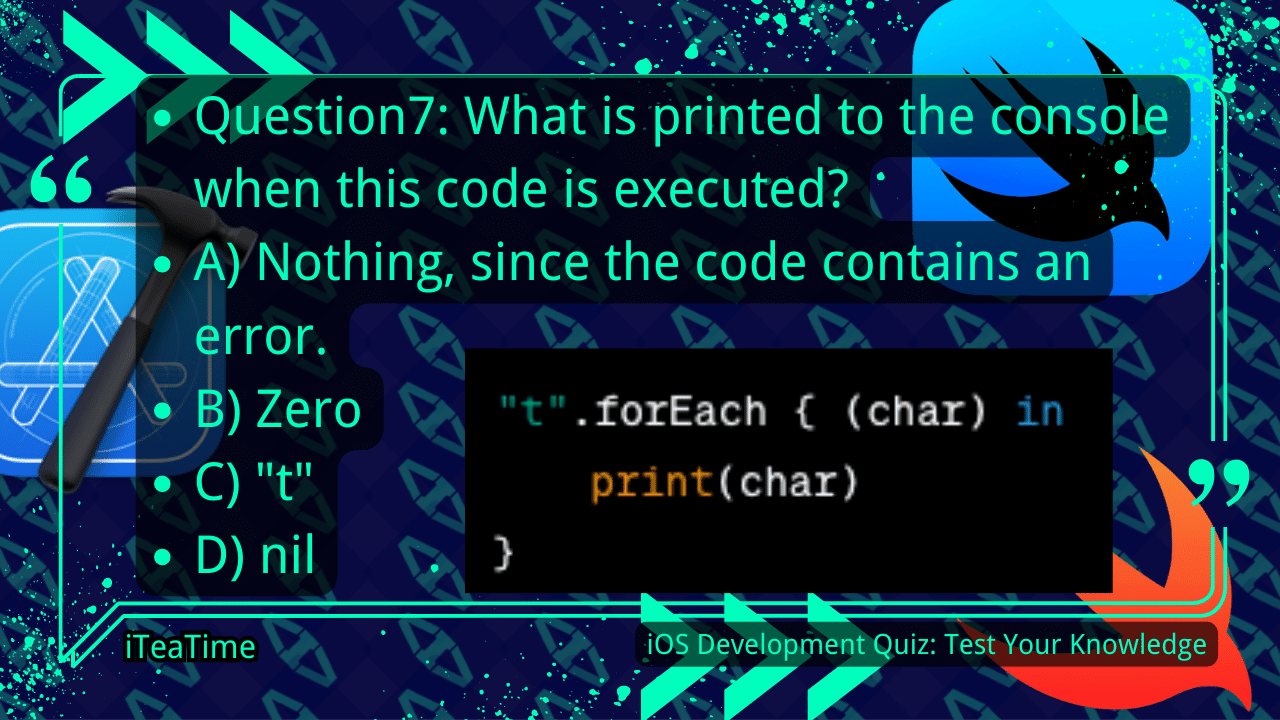 • Question7: What is printed to the console
when this code is executed?
• A) Nothing, since the code contains an
error.
• B) Zero
• C) "t"
• D) nil
"t".forEach { (char) in
print(char)
}
iTeaTime
iOS Development Quiz: Test Your Knowledge